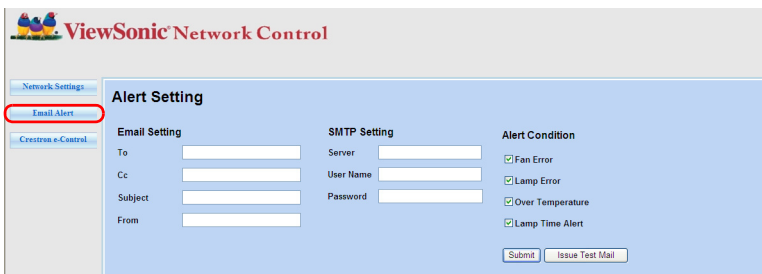 ViewSonic® Network Control
Network Settings
Email Alert
Crestron e-Control
Alert Setting
Email Setting
To
Cc
Subject
From
SMTP Setting
Server
User Name
Password
Alert Condition
Fan Error
Lamp Error
Over Temperature
Lamp Time Alert
Submit
Issue Test Mail